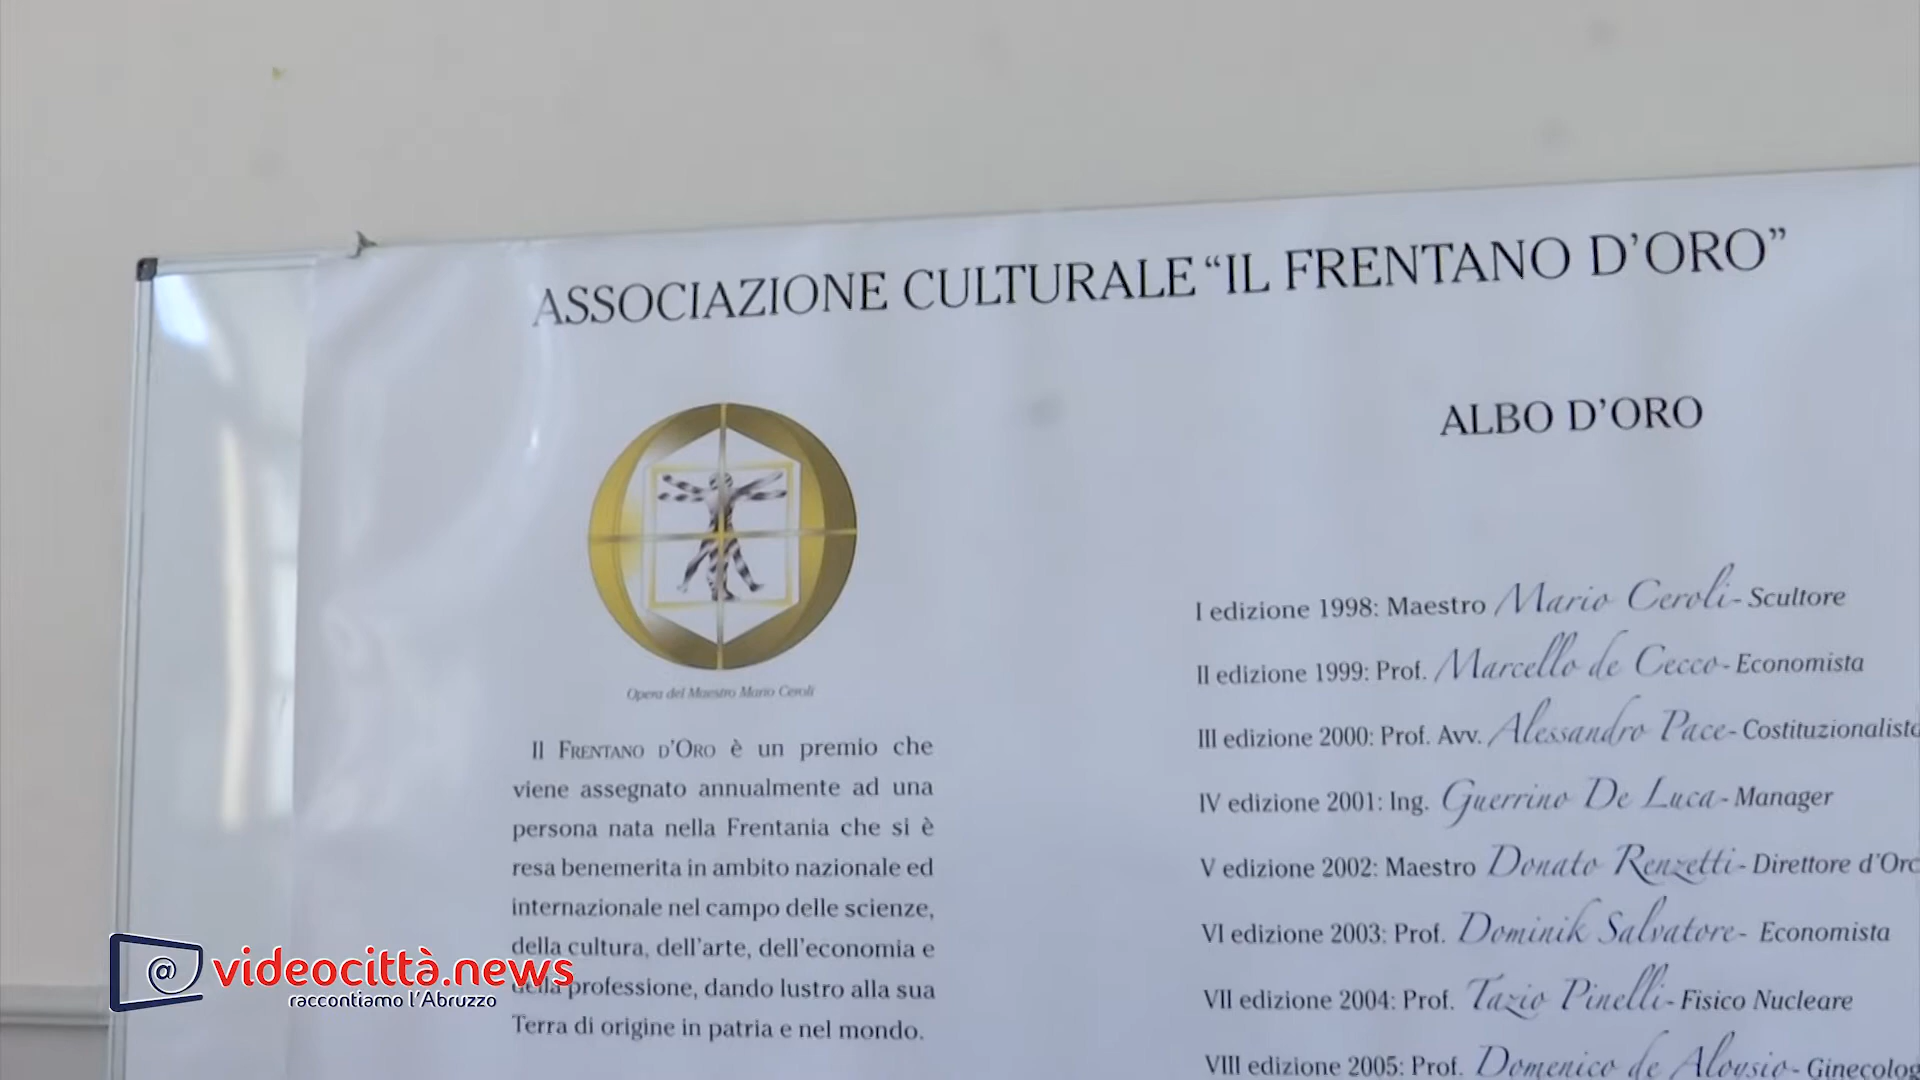 ASSOCIAZIONE CULTURALE “IL FRENTANO D’ORO”
Opera del Maestro Mario Ceroli
Il FRENTANO D’ORO è un premio che
viene assegnato annualmente ad una
persona nata nella Frentania che si è
resa benemerita in ambito nazionale ed
internazionale nel campo delle scienze,
della cultura, dell’arte, dell’economia e
della professione, dando lustro alla sua
Terra di origine in patria e nel mondo.
ALBO D’ORO
I edizione 1998: Maestro Mario Ceroli - Scultore
II edizione 1999: Prof. Marcello de Cecco - Economista
III edizione 2000: Prof. Avv. Alessandro Pace - Costituzionalista
IV edizione 2001: Ing. Guerrino De Luca - Manager
V edizione 2002: Maestro Donato Renzetti - Direttore d’Orc
VI edizione 2003: Prof. Dominik Salvatore - Economista
VII edizione 2004: Prof. Tazio Pinelli - Fisico Nucleare
VIII edizione 2005: Prof. Domenico de Aloysio - Ginecolog
@ videocittà.news
raccontiamo l’Abruzzo